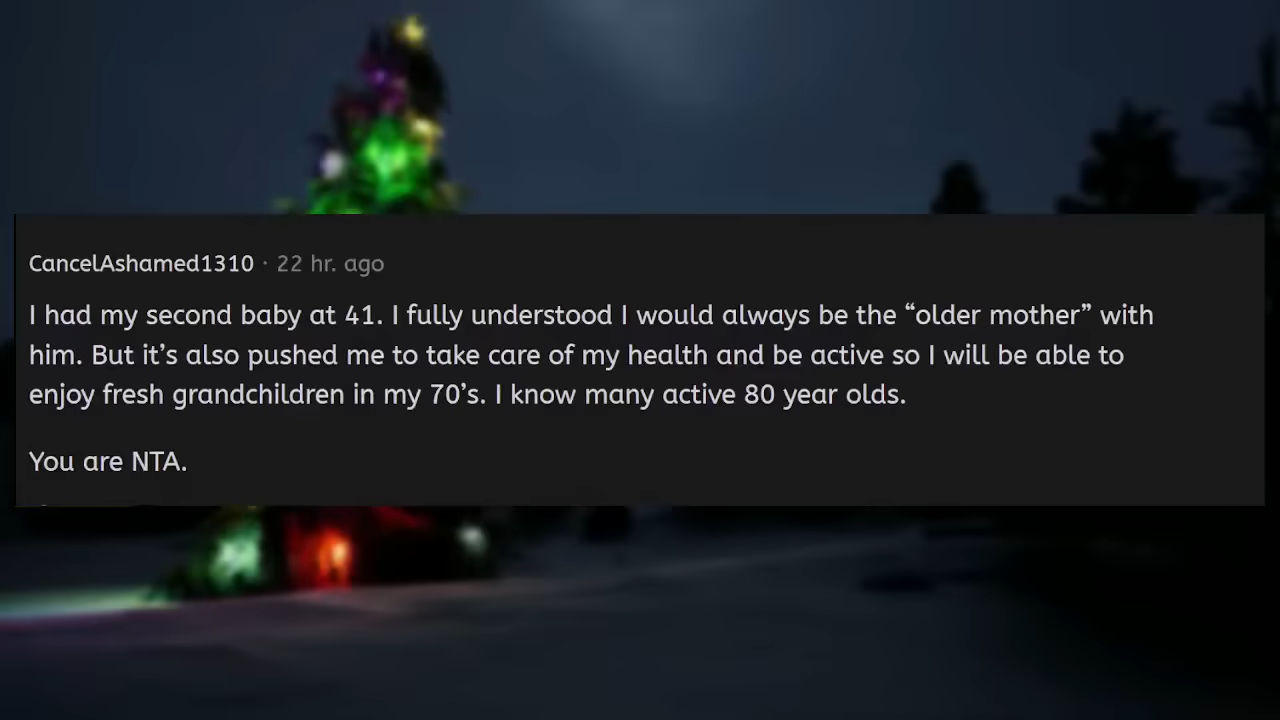 CancelAshamed1310 · 22 hr. ago
I had my second baby at 41. I fully understood I would always be the “older mother” with
him. But it’s also pushed me to take care of my health and be active so I will be able to
enjoy fresh grandchildren in my 70’s. I know many active 80 year olds.
You are NTA.